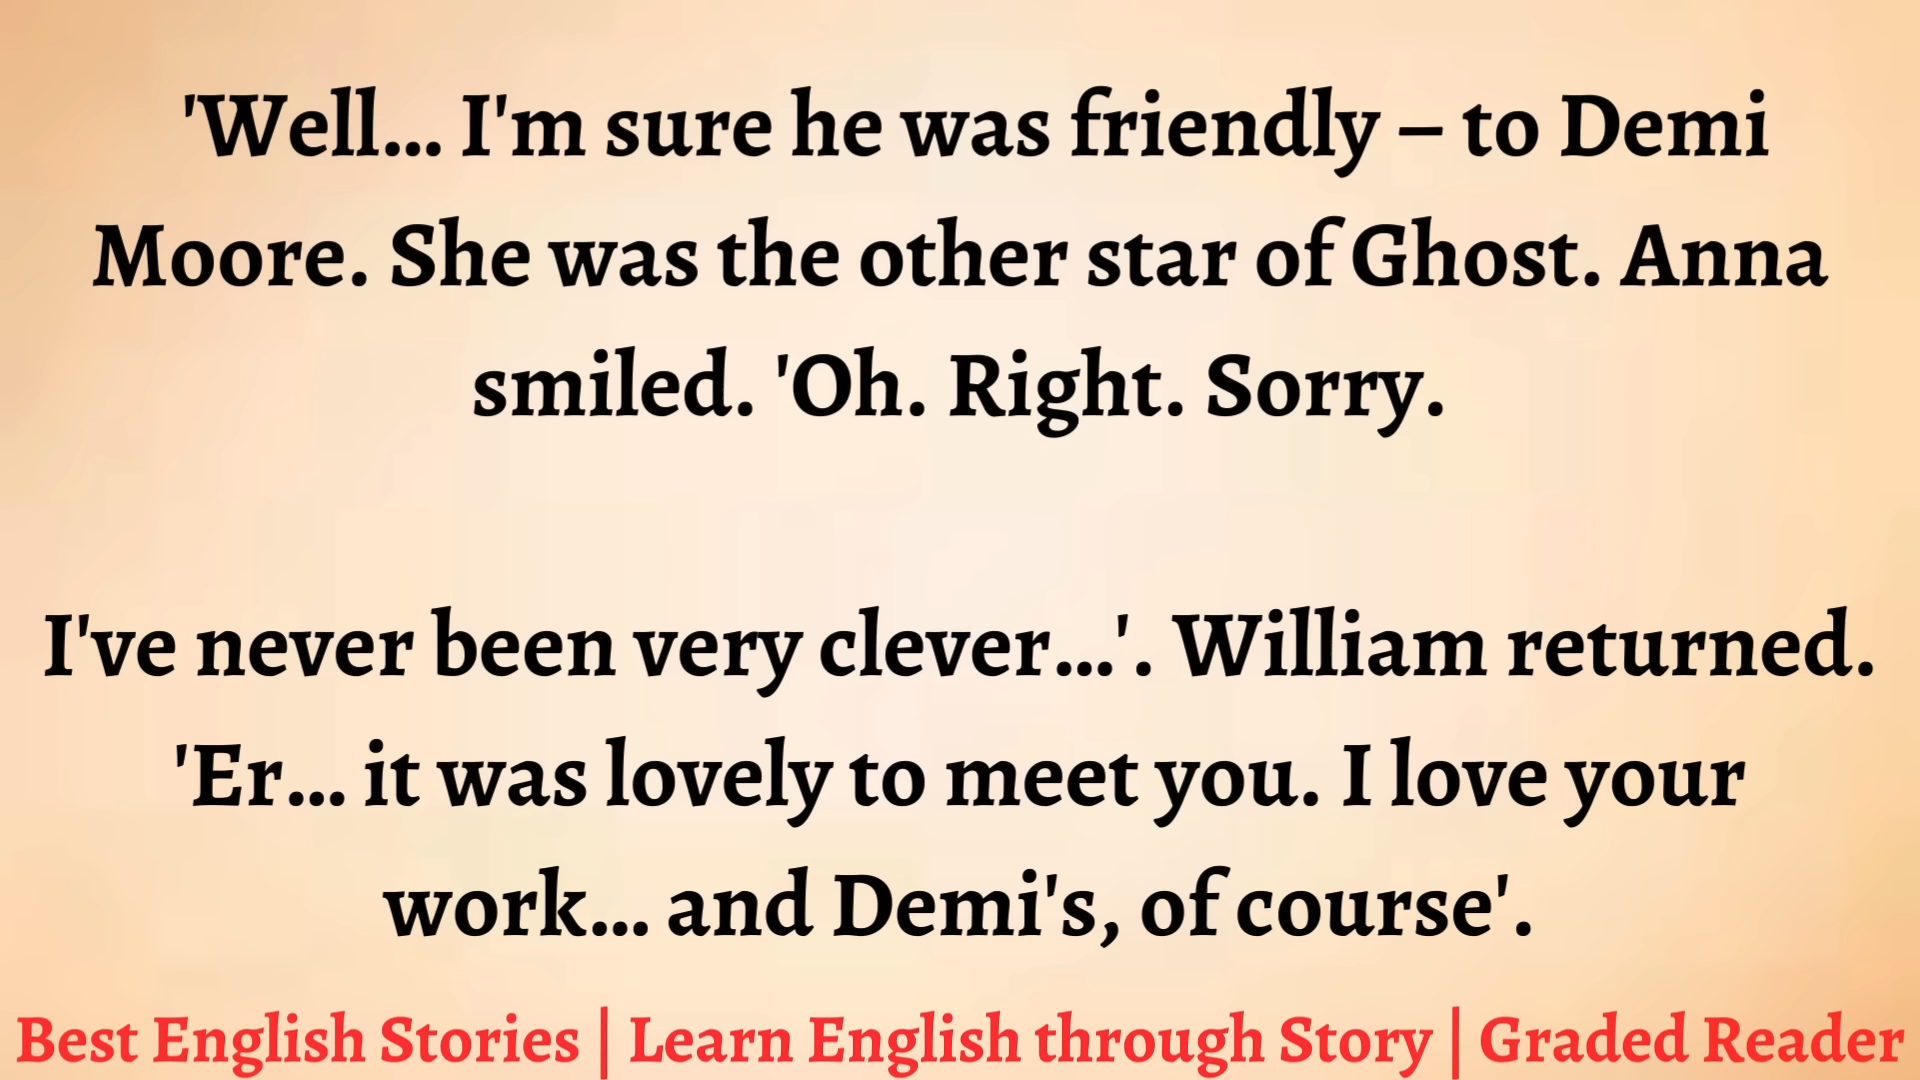 'Well... I'm sure he was friendly – to Demi
Moore. She was the other star of Ghost. Anna
smiled. 'Oh. Right. Sorry.
I've never been very clever...'. William returned.
'Er... it was lovely to meet you. I love your
work... and Demi's, of course'.
Best English Stories | Learn English through Story | Graded Reader